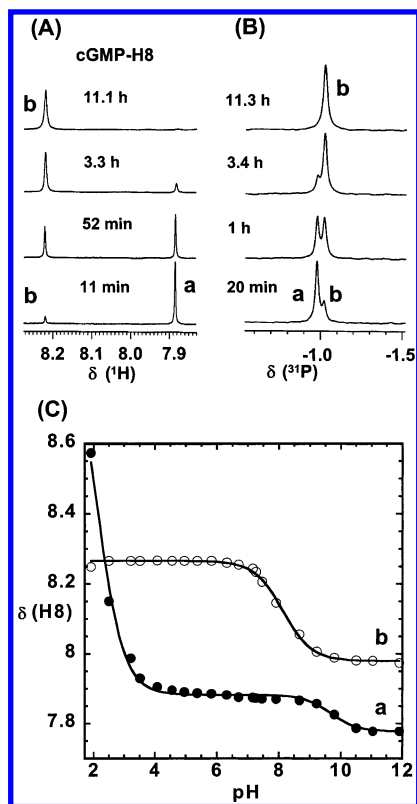 (A)
(B)
cGMP-H8
b
11.1 h
3.3 h
52 min
b
11 min
a
8.2 8.1 8.0 7.9
δ (¹H)
11.3 h
b
3.4 h
1 h
a
20 min
b
-1.0 -1.5
δ (³¹P)
(C)
8.6
8.4
8.2
δ (H8)
8
7.8
b
a
2 4 6 8 10 12
pH